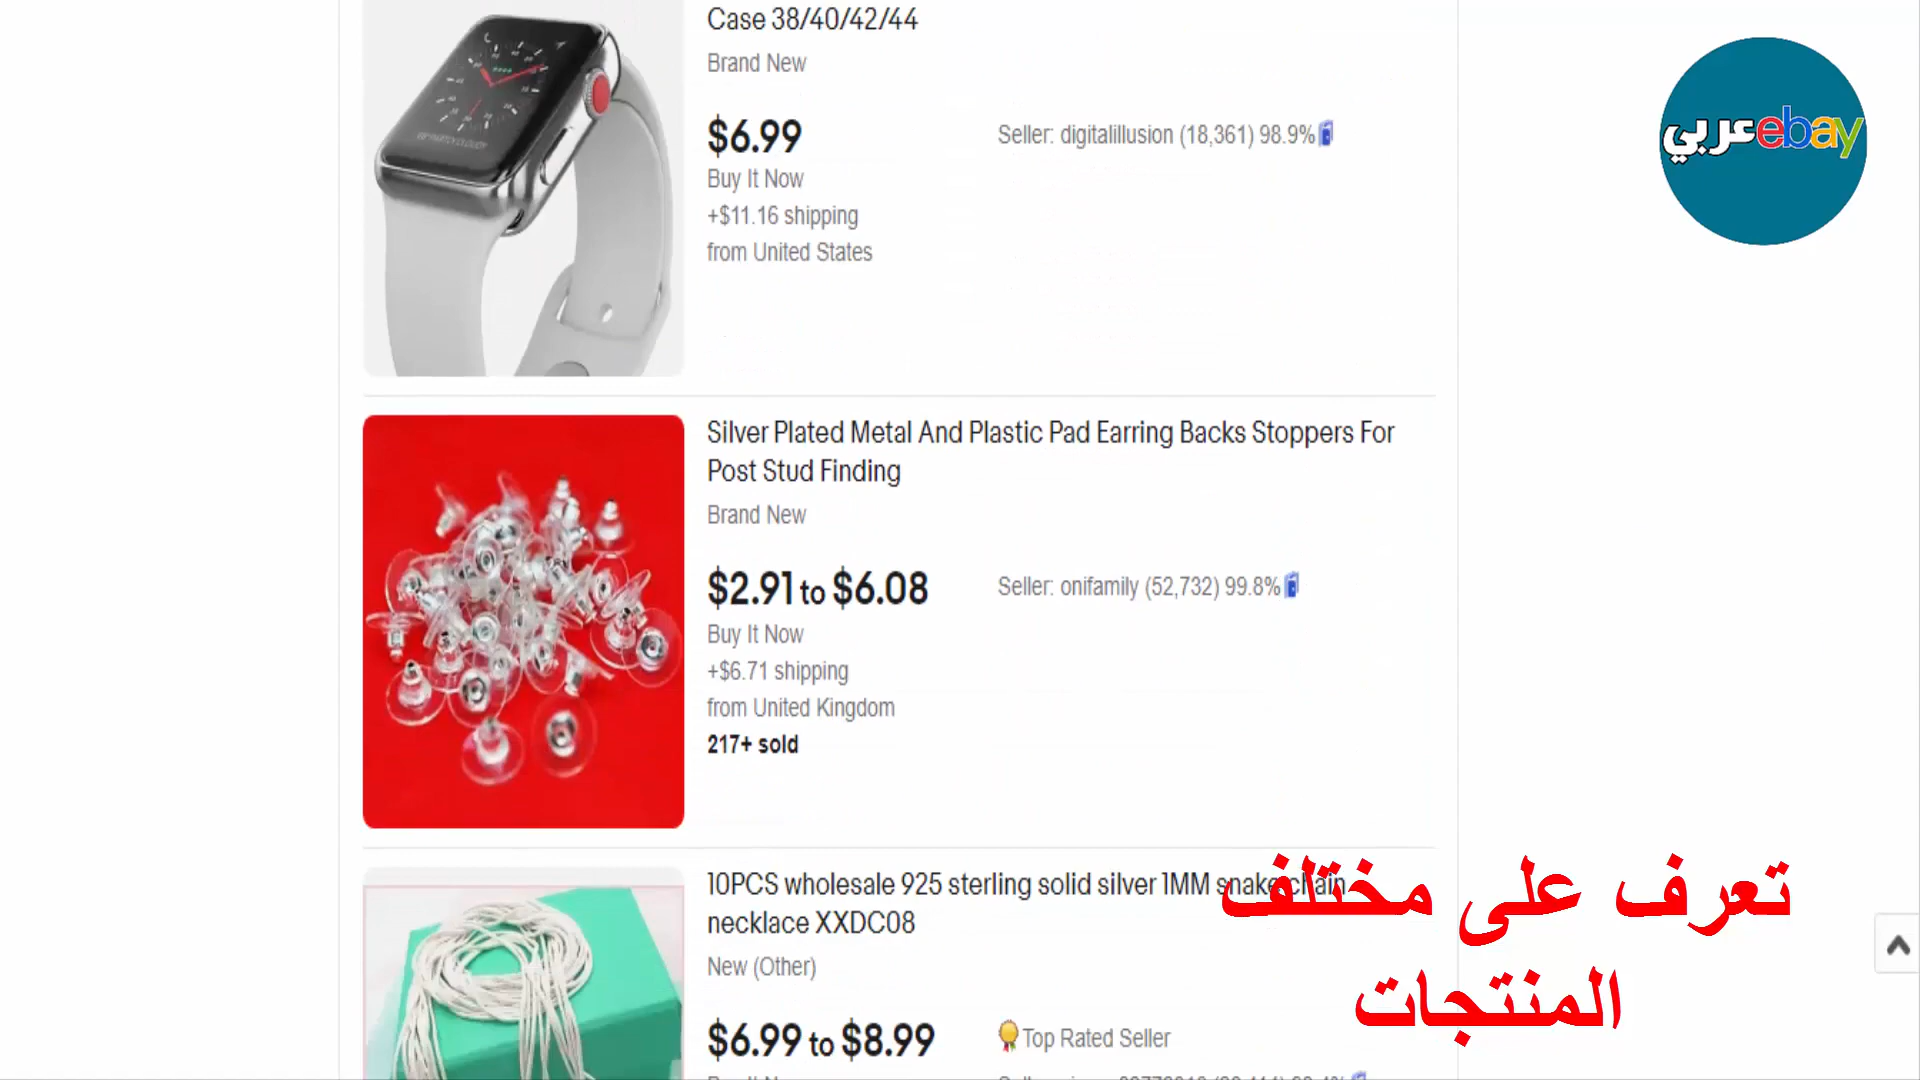 Case 38/40/42/44
Brand New
$6.99
Seller: digitalillusion (18,361) 98.9%
Buy It Now
+$11.16 shipping
from United States
عربي ebay
Silver Plated Metal And Plastic Pad Earring Backs Stoppers For
Post Stud Finding
Brand New
$2.91 to $6.08
Seller: onifamily (52,732) 99.8%
Buy It Now
+$6.71 shipping
from United Kingdom
217+ sold
10PCS wholesale 925 sterling solid silver 1MM snake chain
necklace XXDC08
New (Other)
$6.99 to $8.99
Top Rated Seller
تعرف على مختلف
المنتجات